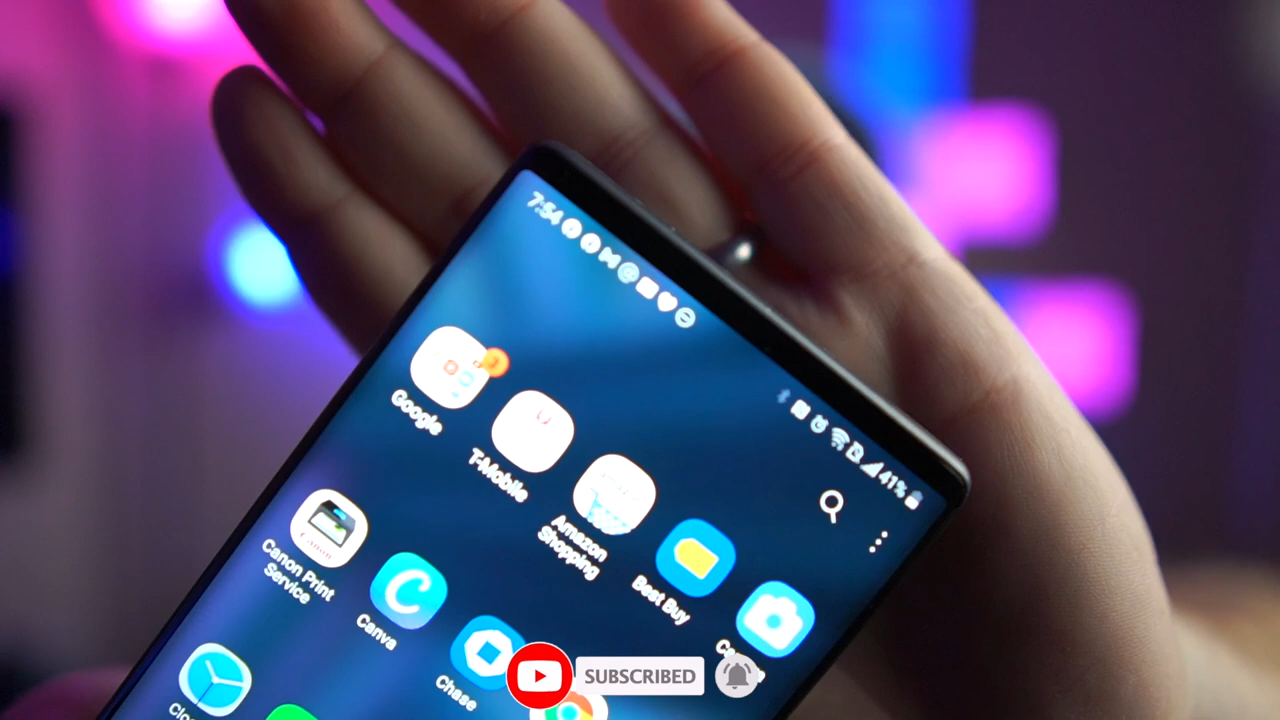 7:54
41%
Google
T-Mobile
Amazon
Shopping
Best Buy
Canon Print
Service
Canva
Chase
SUBSCRIBED